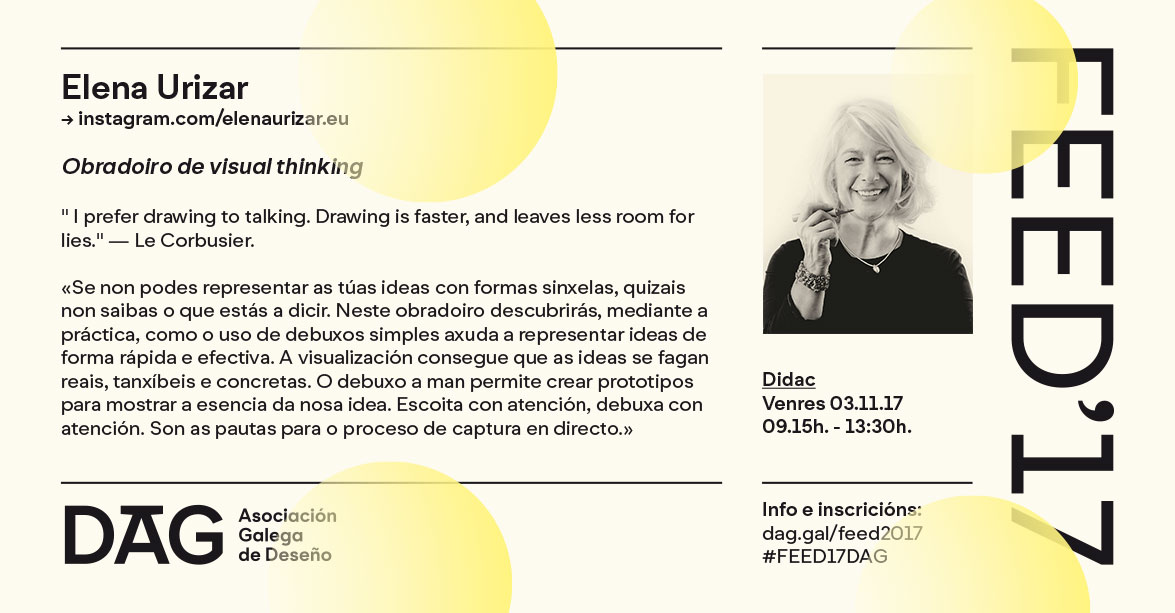 Elena Urizar
→ instagram.com/elenaurizar.eu
Obradoiro de visual thinking
" I prefer drawing to talking. Drawing is faster, and leaves less room for
lies." — Le Corbusier.
«Se non podes representar as túas ideas con formas sinxelas, quizais
non saibas o que estás a dicir. Neste obradoiro descubrirás, mediante a
práctica, como o uso de debuxos simples axuda a representar ideas de
forma rápida e efectiva. A visualización consegue que as ideas se fagan
reais, tanxíbeis e concretas. O debuxo a man permite crear prototipos
para mostrar a esencia da nosa idea. Escoita con atención, debuxa con
atención. Son as pautas para o proceso de captura en directo.»
DAG
Asociación
Galega
de Deseño
Didac
Venres 03.11.17
09.15h. - 13:30h.
Info e inscricións:
dag.gal/feed2017
#FEED17DAG
FEED’17